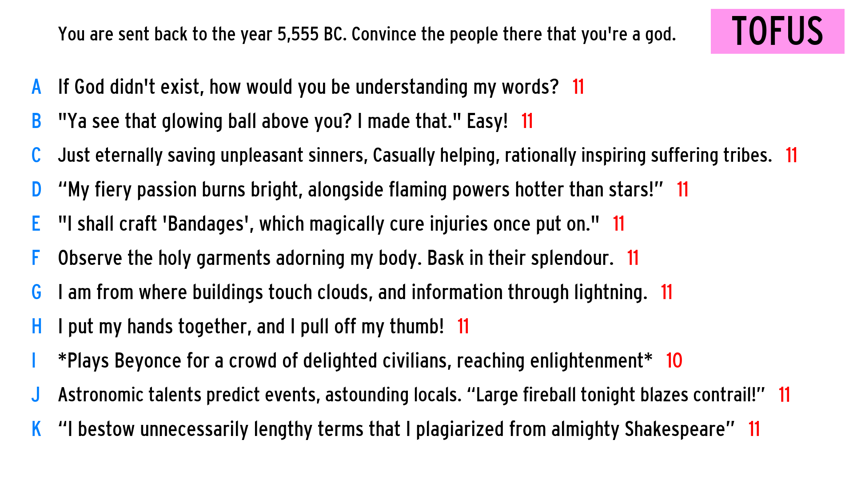 You are sent back to the year 5,555 BC. Convince the people there that you're a god.
TOFUS
A If God didn't exist, how would you be understanding my words? 11
B "Ya see that glowing ball above you? I made that." Easy! 11
C Just eternally saving unpleasant sinners, Casually helping, rationally inspiring suffering tribes. 11
D “My fiery passion burns bright, alongside flaming powers hotter than stars!” 11
E "I shall craft 'Bandages', which magically cure injuries once put on." 11
F Observe the holy garments adorning my body. Bask in their splendour. 11
G I am from where buildings touch clouds, and information through lightning. 11
H I put my hands together, and I pull off my thumb! 11
I *Plays Beyonce for a crowd of delighted civilians, reaching enlightenment* 10
J Astronomic talents predict events, astounding locals. “Large fireball tonight blazes contrail!” 11
K “I bestow unnecessarily lengthy terms that I plagiarized from almighty Shakespeare” 11